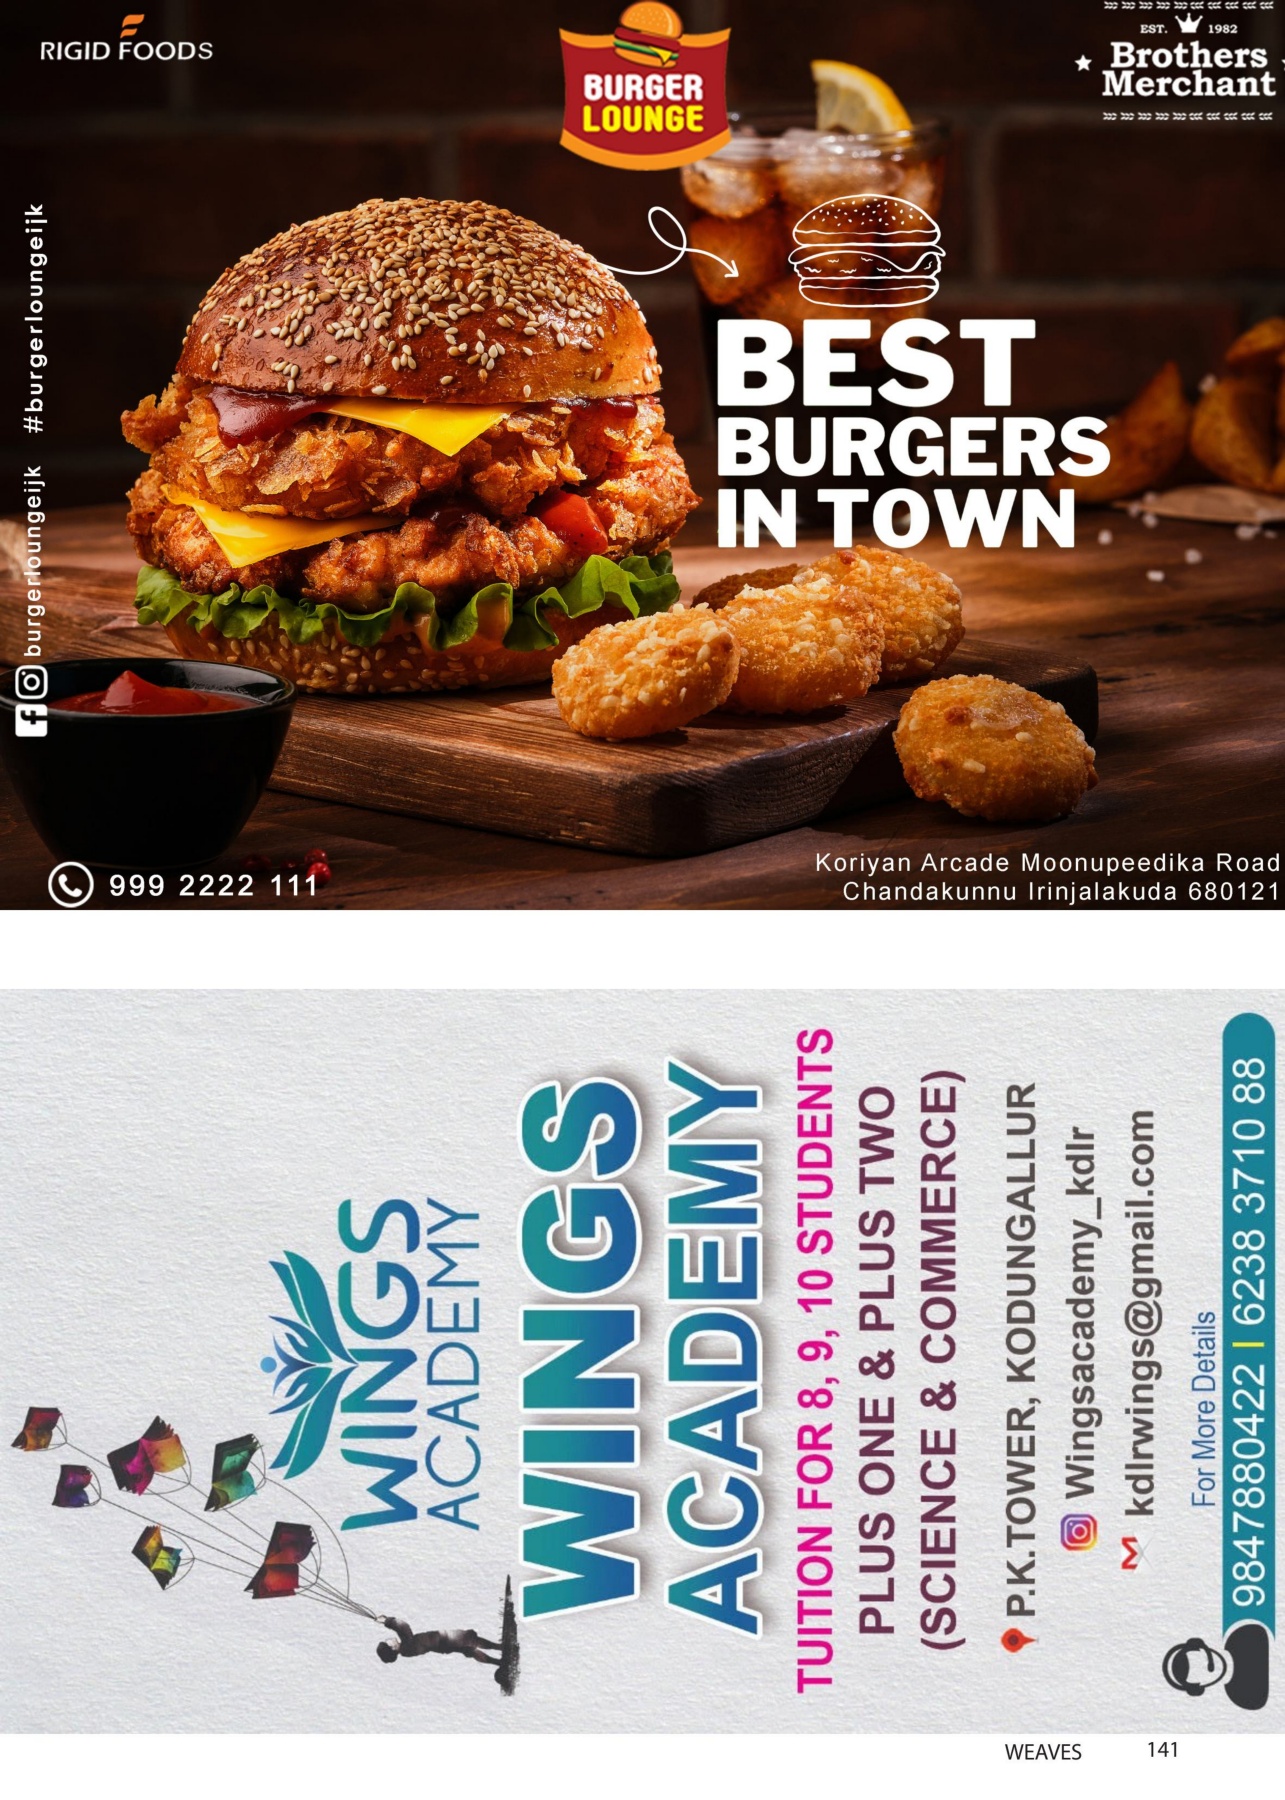 RIGID FOODS
BURGER
LOUNGE
EST. 1982
Brothers
Merchant
#burgerloungeijk
burgerloungeijk
BEST
BURGERS
IN TOWN
999 2222 111
Koriyan Arcade Moonupeedika Road
Chandakunnu Irinjalakuda 680121
WINGS
ACADEMY
WINGS
ACADEMY
TUITION FOR 8, 9, 10 STUDENTS
PLUS ONE & PLUS TWO
(SCIENCE & COMMERCE)
P.K.TOWER, KODUNGALLUR
Wingsacademy_kdlr
kdlrwings@gmail.com
For More Details
9847880422 I 6238 3710 88
WEAVES 141